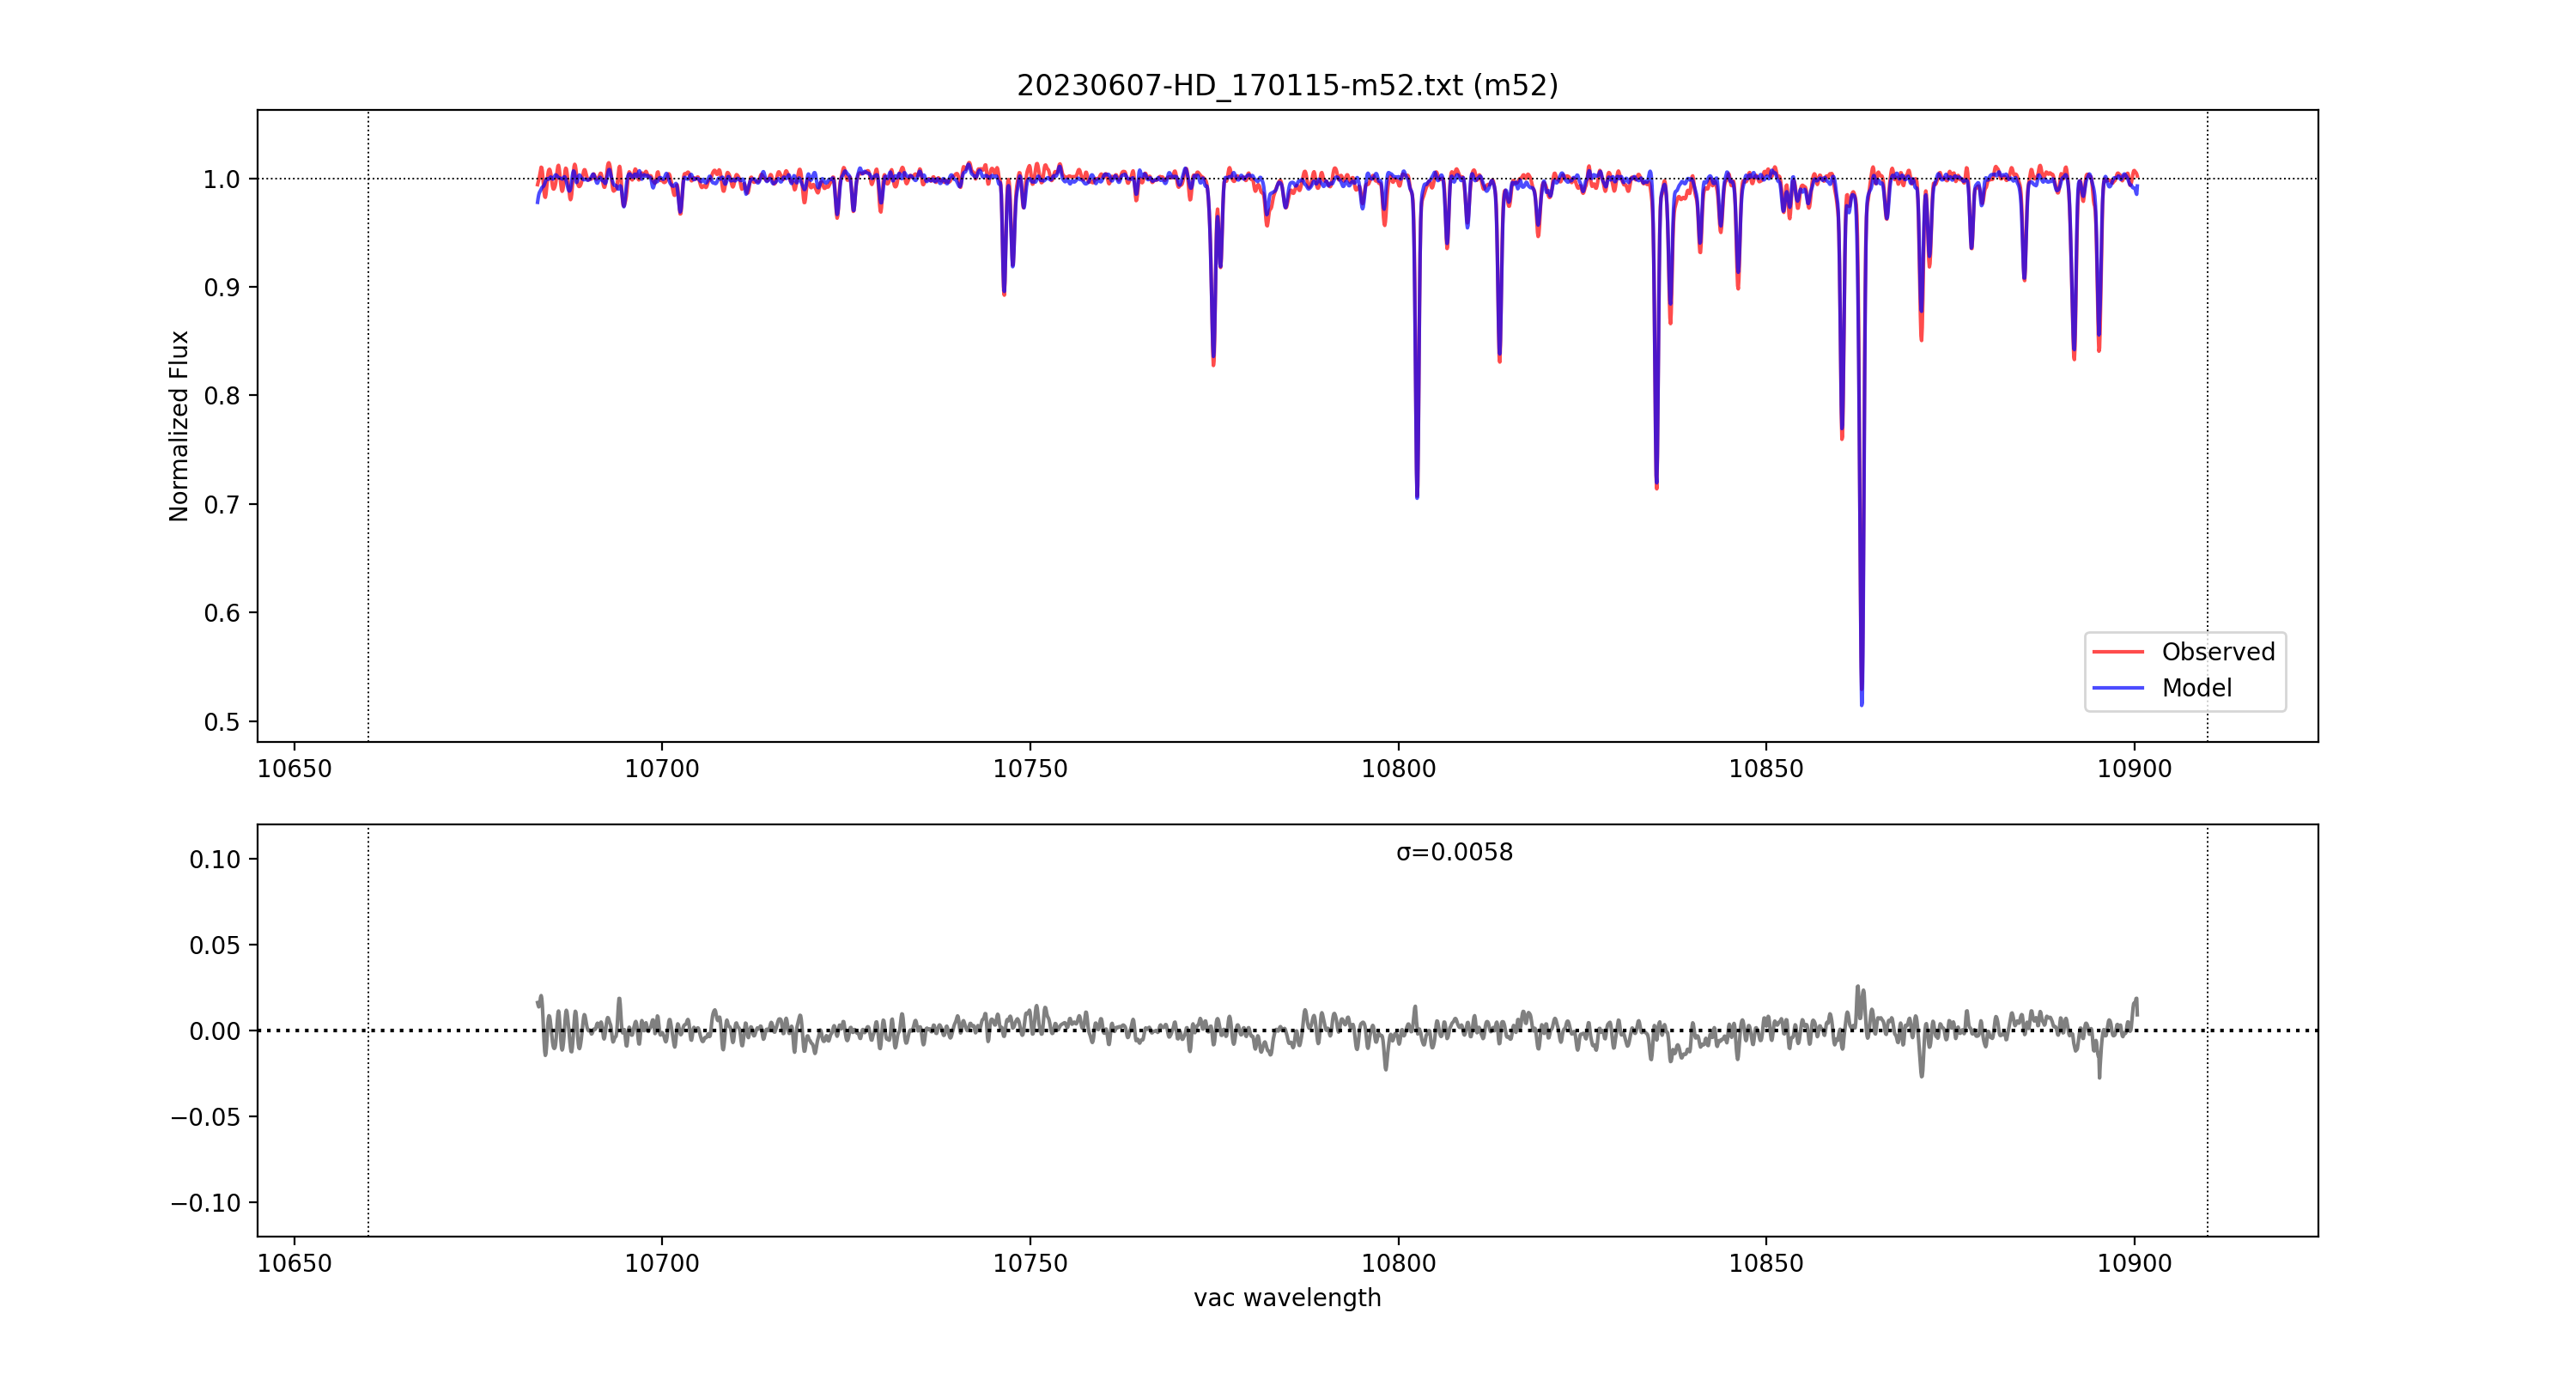 20230607-HD_170115-m52.txt (m52)
Normalized Flux
1.0
0.9
0.8
0.7
0.6
0.5
Observed
Model
10650 10700 10750 10800 10850 10900
σ=0.0058
0.10
0.05
0.00
−0.05
−0.10
10650 10700 10750 10800 10850 10900
vac wavelength